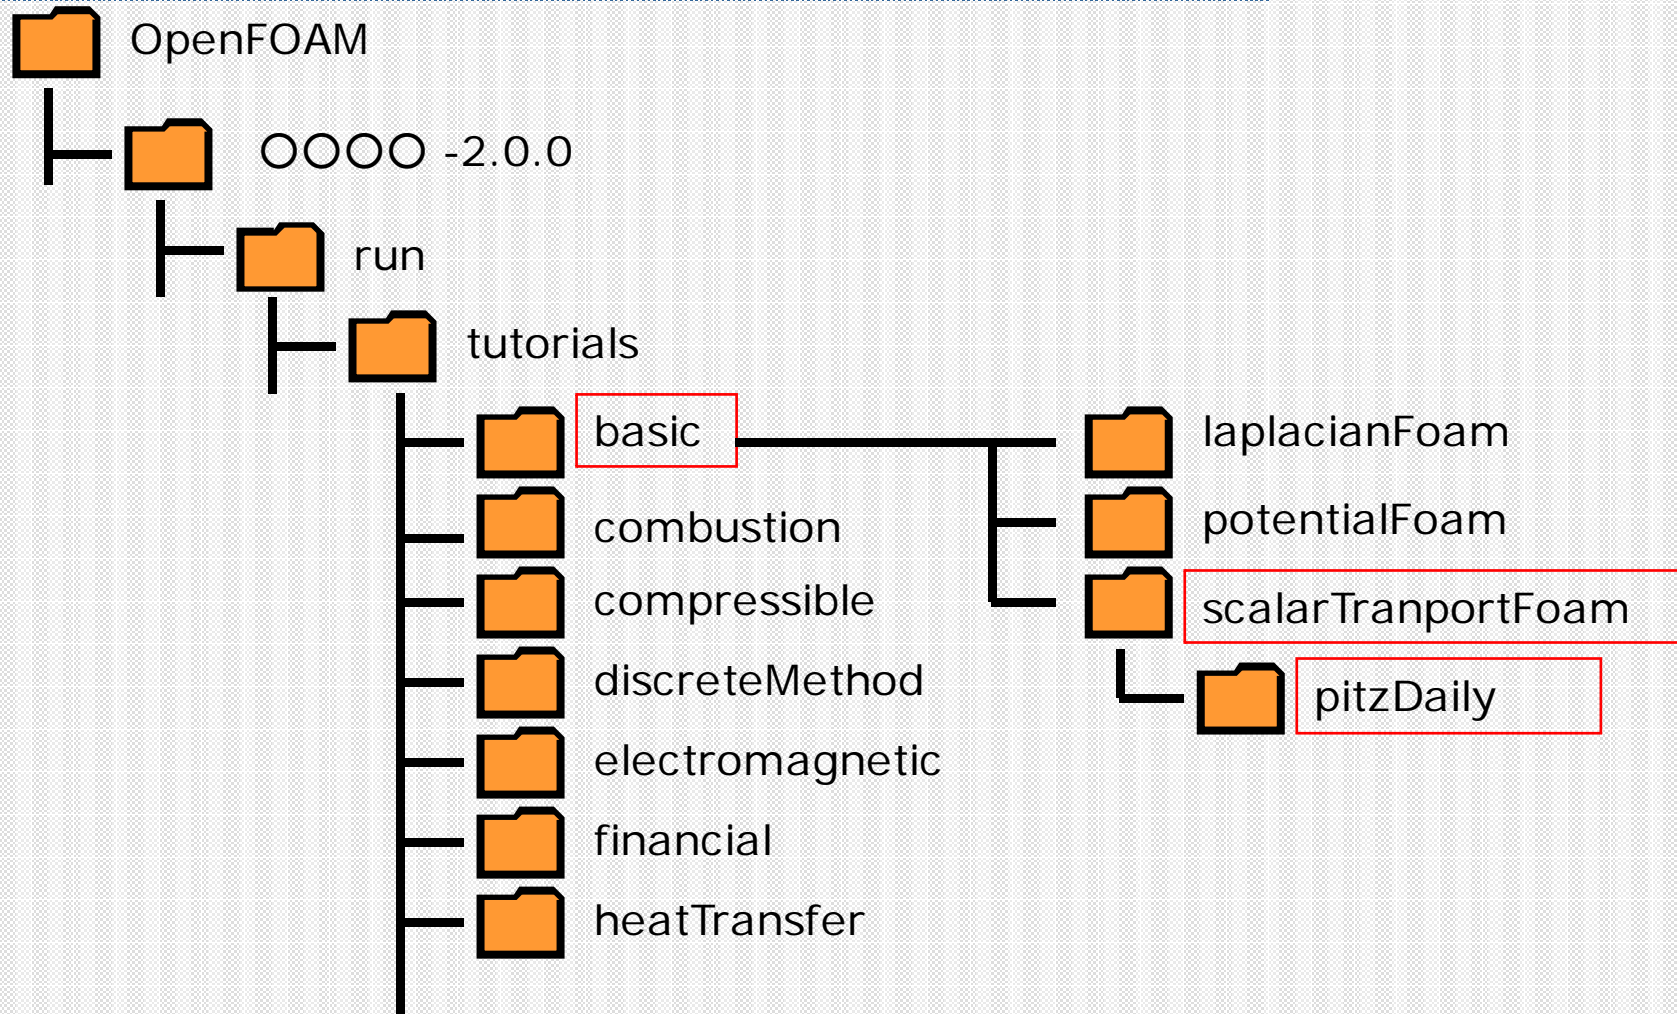 OpenFOAM
○○○○ -2.0.0
run
tutorials
basic
combustion
compressible
discreteMethod
electromagnetic
financial
heatTransfer
laplacianFoam
potentialFoam
scalarTranportFoam
pitzDaily